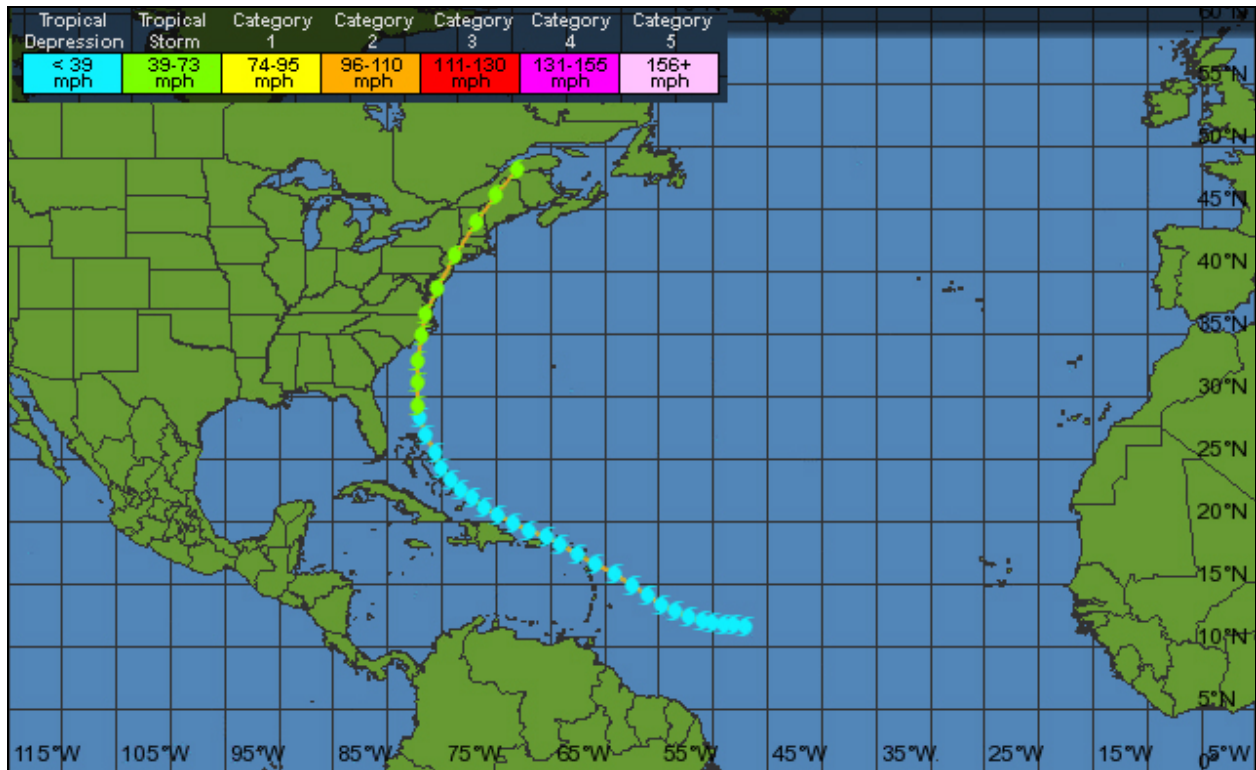 Tropical Depression
Tropical Storm
Category 1
Category 2
Category 3
Category 4
Category 5
< 39 mph
39-73 mph
74-95 mph
96-110 mph
111-130 mph
131-155 mph
156+ mph
60°N
55°N
50°N
45°N
40°N
35°N
30°N
25°N
20°N
15°N
10°N
5°N
115°W 105°W 95°W 85°W 75°W 65°W 55°W 45°W 35°W. 25°W 15°W 5°W
0°